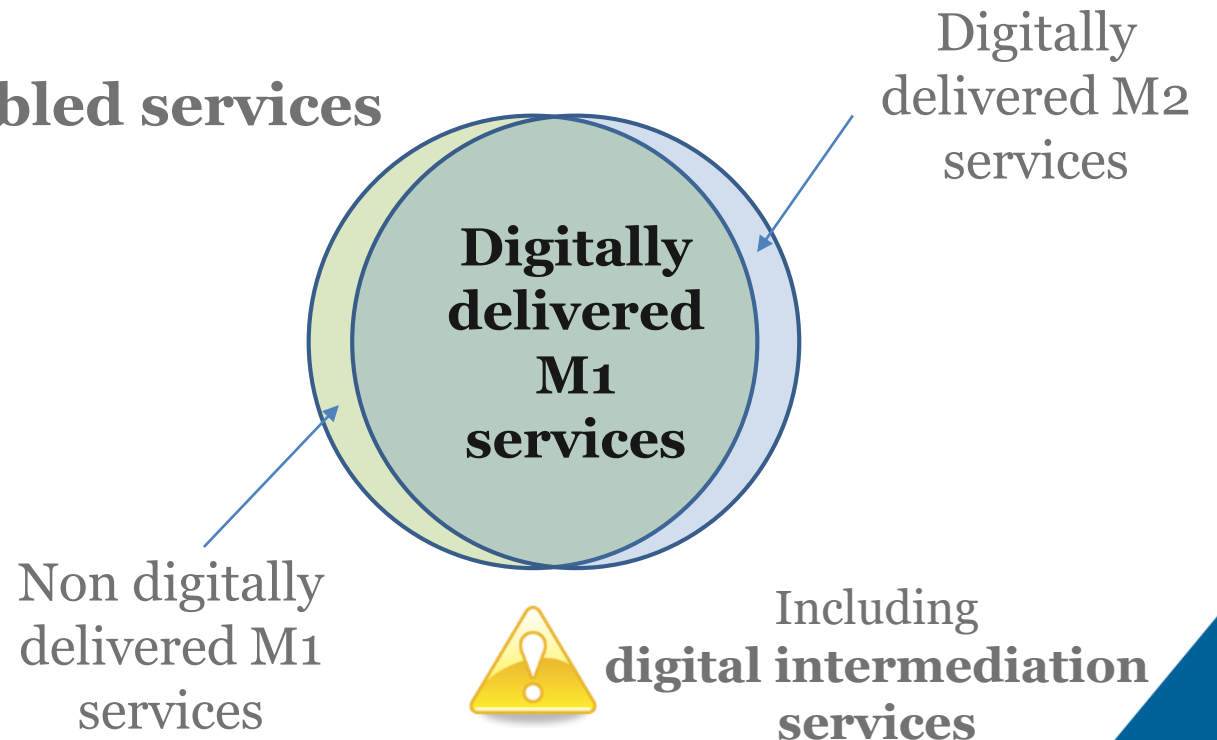 bled services
Digitally
delivered M2
services
Digitally
delivered
M1
services
Non digitally
delivered M1
services
Including
digital intermediation
services